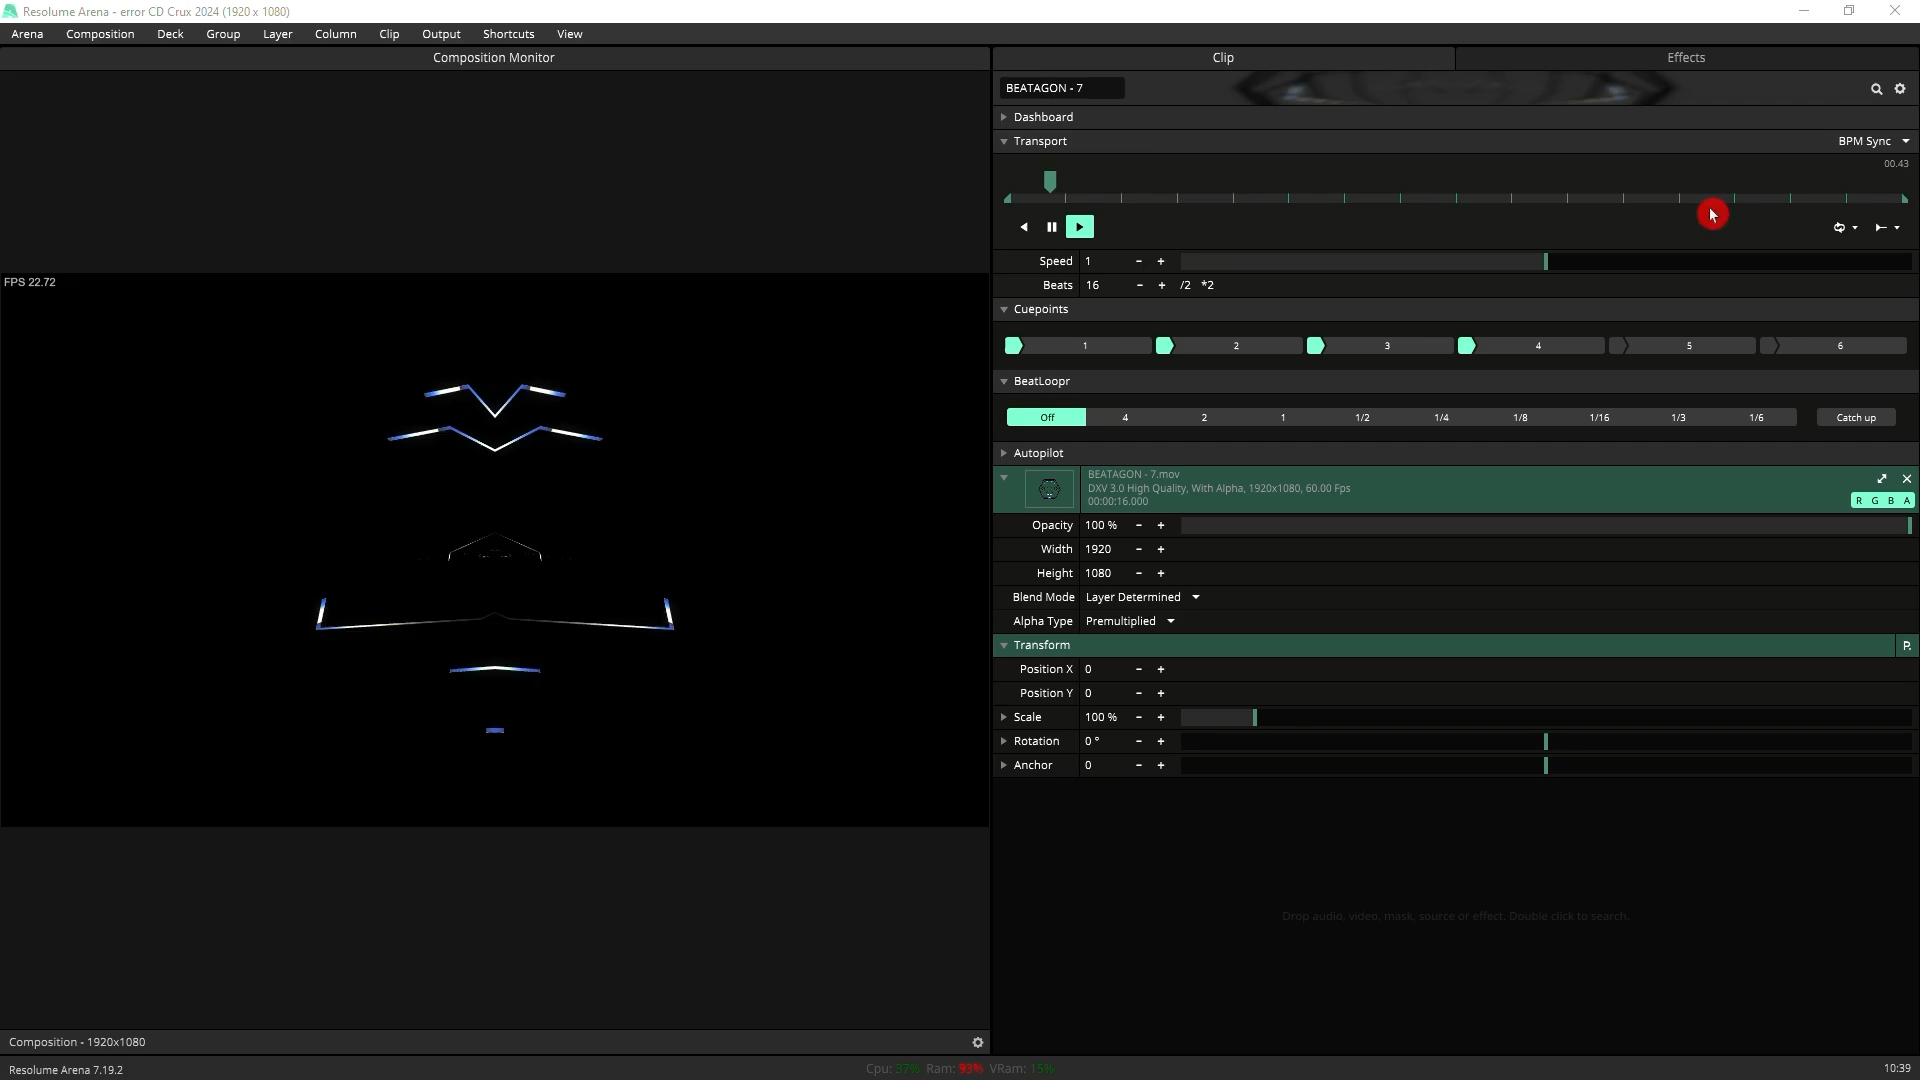 Resolume Arena - error CD Crux 2024 (1920 x 1080)
Arena Composition Deck Group Layer Column Clip Output Shortcuts View
Composition Monitor
Clip Effects
BEATAGON - 7
Dashboard
Transport BPM Sync
00.43
Speed 1 - +
Beats 16 - + /2 *2
Cuepoints
1 2 3 4 5 6
BeatLoopr
Off 4 2 1 1/2 1/4 1/8 1/16 1/3 1/6 Catch up
Autopilot
BEATAGON - 7.mov
DXV 3.0 High Quality, With Alpha, 1920x1080, 60.00 Fps
00:00:16.000
R G B A
Opacity 100 % - +
Width 1920 - +
Height 1080 - +
Blend Mode Layer Determined
Alpha Type Premultiplied
Transform P.
Position X 0 - +
Position Y 0 - +
Scale 100 % - +
Rotation 0 ° - +
Anchor 0 - +
Drop audio, video, mask, source or effect. Double click to search.
FPS 22.72
Composition - 1920x1080
Resolume Arena 7.19.2
Cpu: 37% Ram: 93% VRam: 15%
10:39